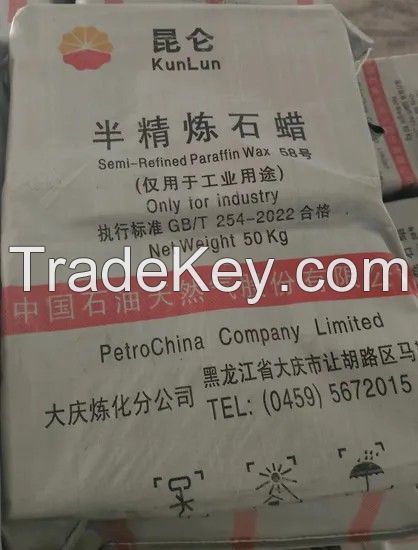 昆仑
KunLun
半精炼石蜡
Semi-Refined Paraffin Wax 58号
(仅用于工业用途)
Only for industry
执行标准 GB/T 254-2022 合格
Net Weight 50Kg
TradeKey.com
中国石油天然气股份有限公
PetroChina Company Limited
大庆炼化分公司
黑龙江省大庆市让胡路区马
TEL: (0459) 5672015